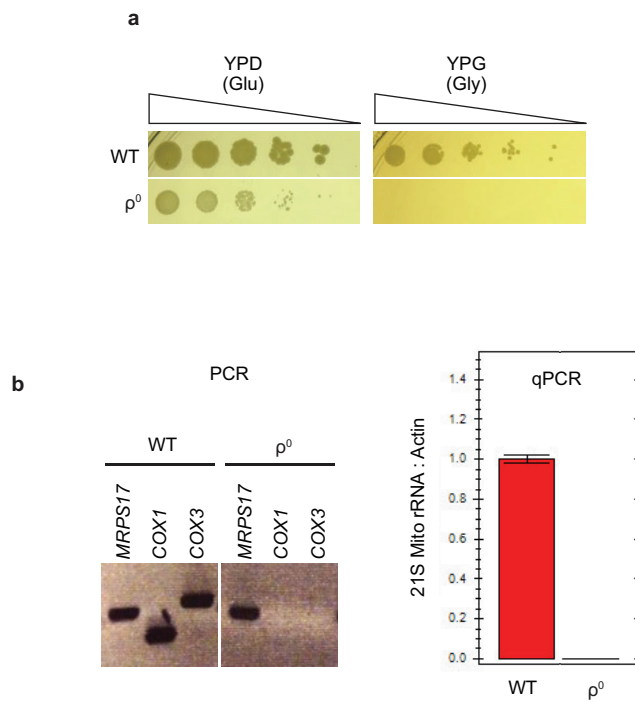 a
YPD
(Glu)
YPG
(Gly)
WT
ρ⁰
b
PCR
WT
ρ⁰
MRPS17
COX1
COX3
MRPS17
COX1
COX3
qPCR
21S Mito rRNA : Actin
1.4
1.2
1.0
0.8
0.6
0.4
0.2
0.0
WT
ρ⁰